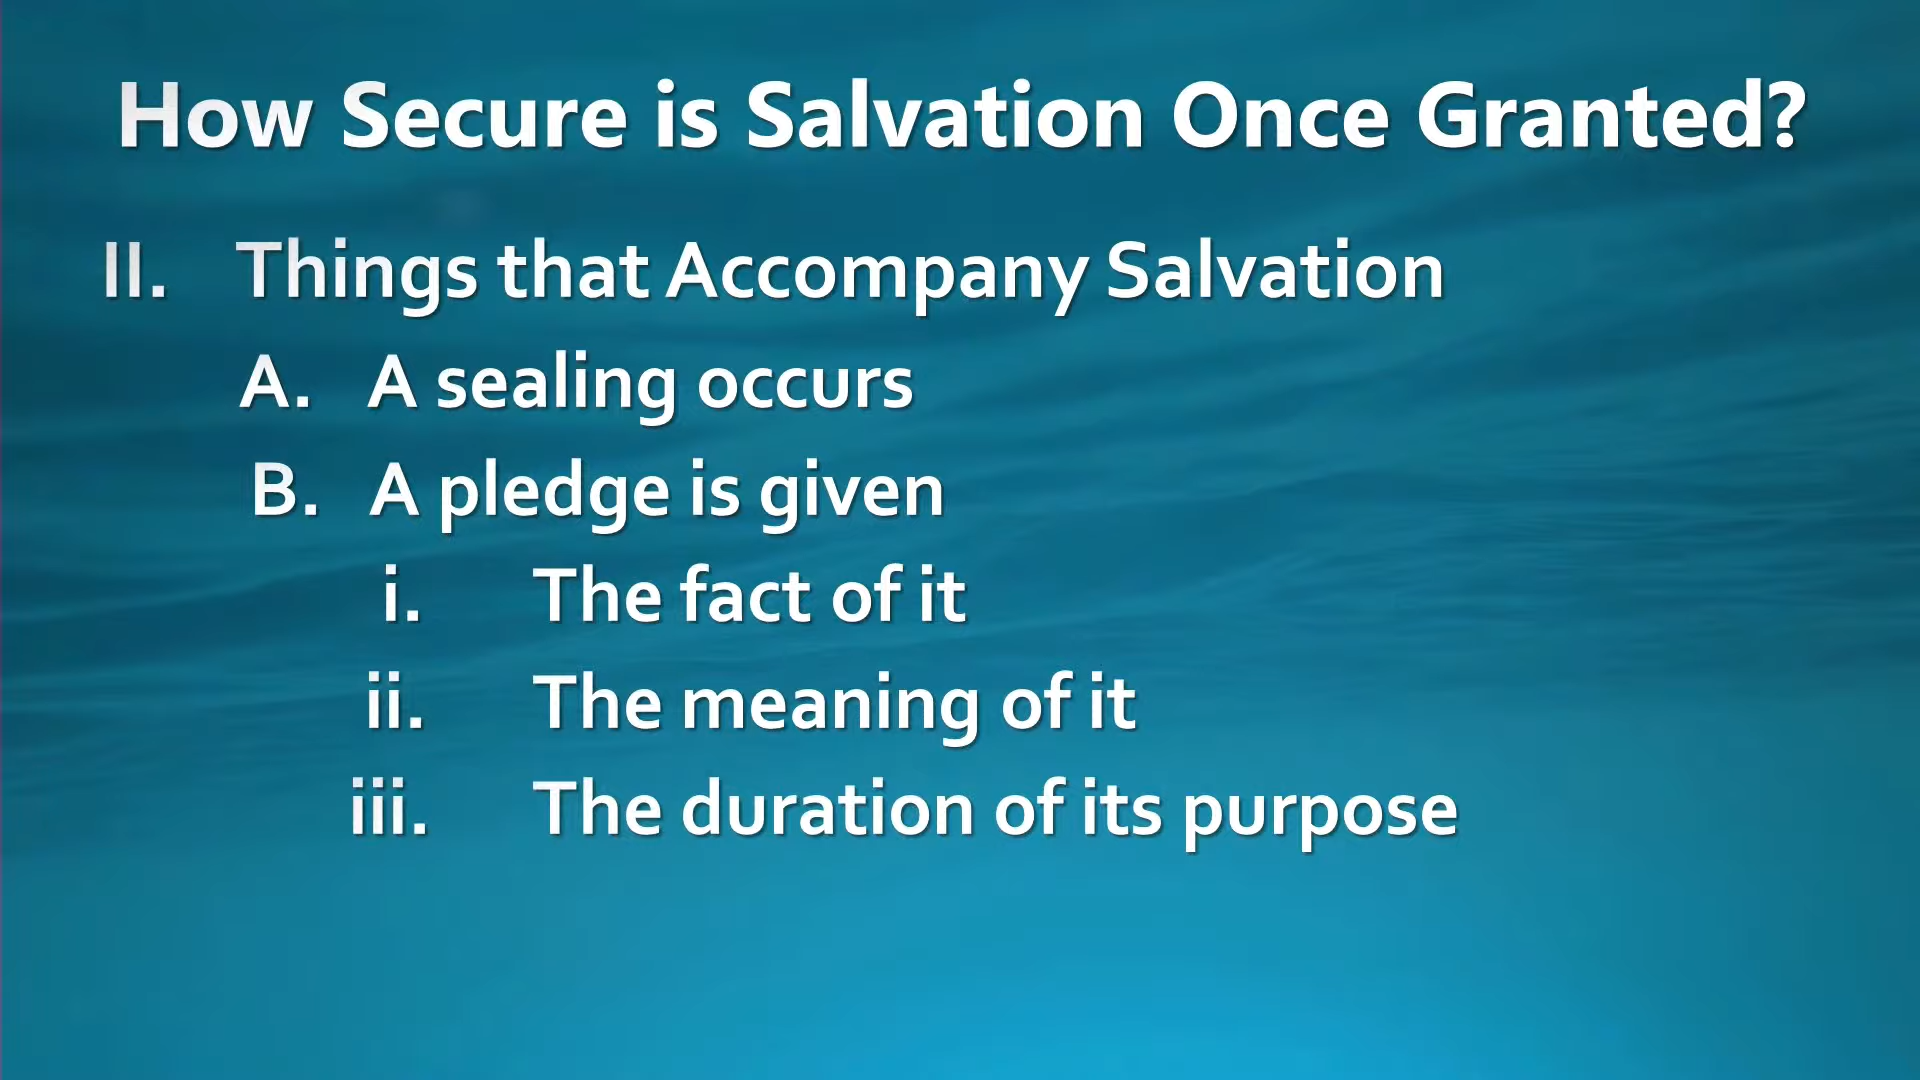 How Secure is Salvation Once Granted?
II. Things that Accompany Salvation
A. A sealing occurs
B. A pledge is given
i. The fact of it
ii. The meaning of it
iii. The duration of its purpose